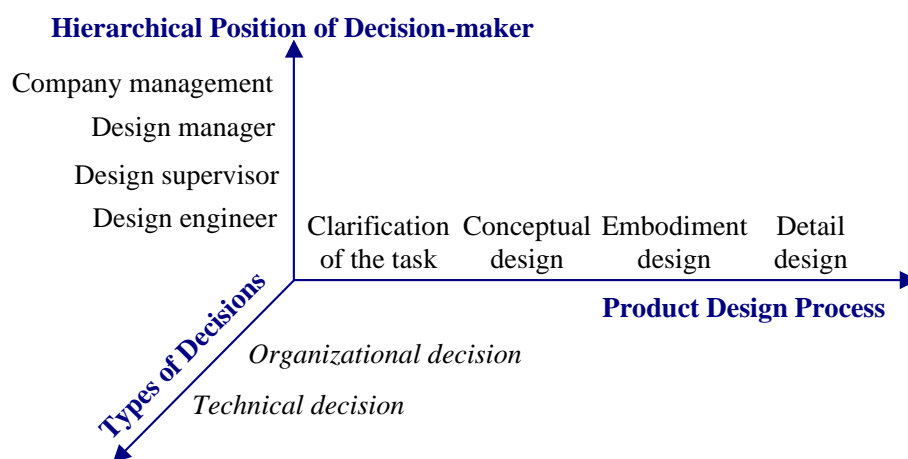 Hierarchical Position of Decision-maker
Company management
Design manager
Design supervisor
Design engineer
Clarification
of the task
Conceptual
design
Embodiment
design
Detail
design
Product Design Process
Types of Decisions
Organizational decision
Technical decision